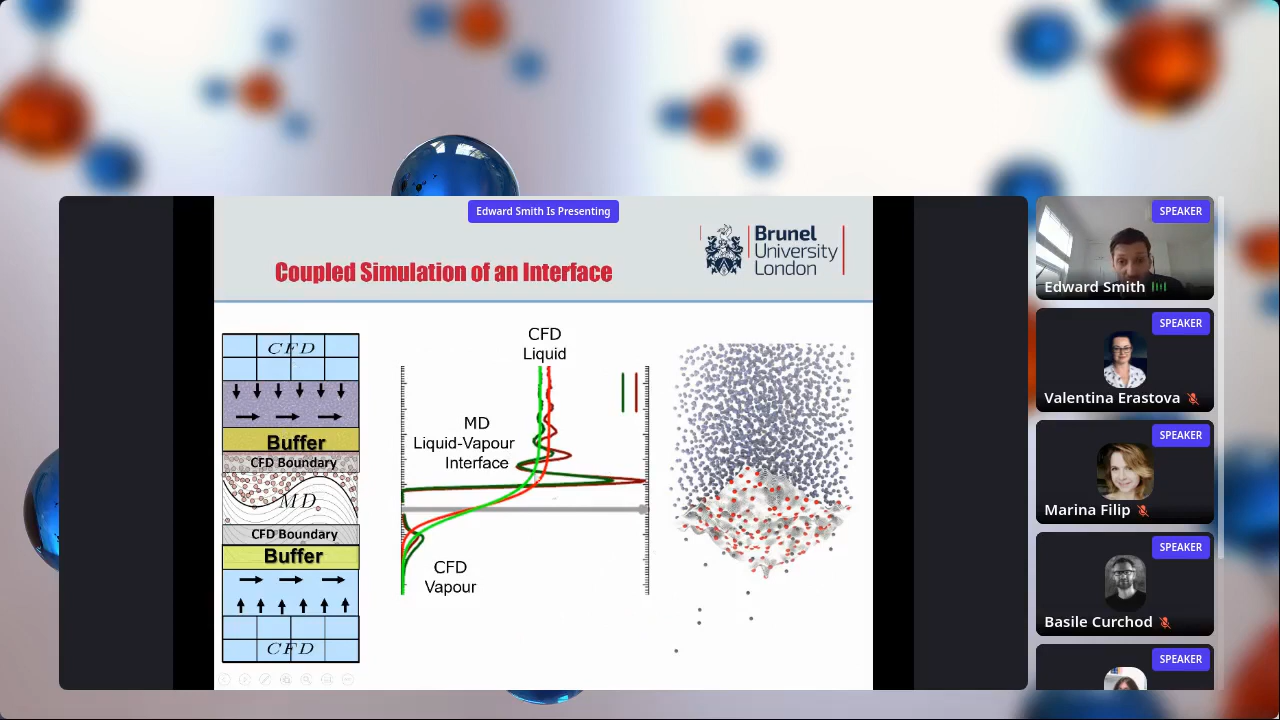 Edward Smith Is Presenting
Coupled Simulation of an Interface
Brunel
University
London
CFD
Buffer
CFD Boundary
MD
CFD Boundary
Buffer
CFD
CFD
Liquid
MD
Liquid-Vapour
Interface
CFD
Vapour
SPEAKER
Edward Smith
SPEAKER
Valentina Erastova
SPEAKER
Marina Filip
SPEAKER
Basile Curchod
SPEAKER